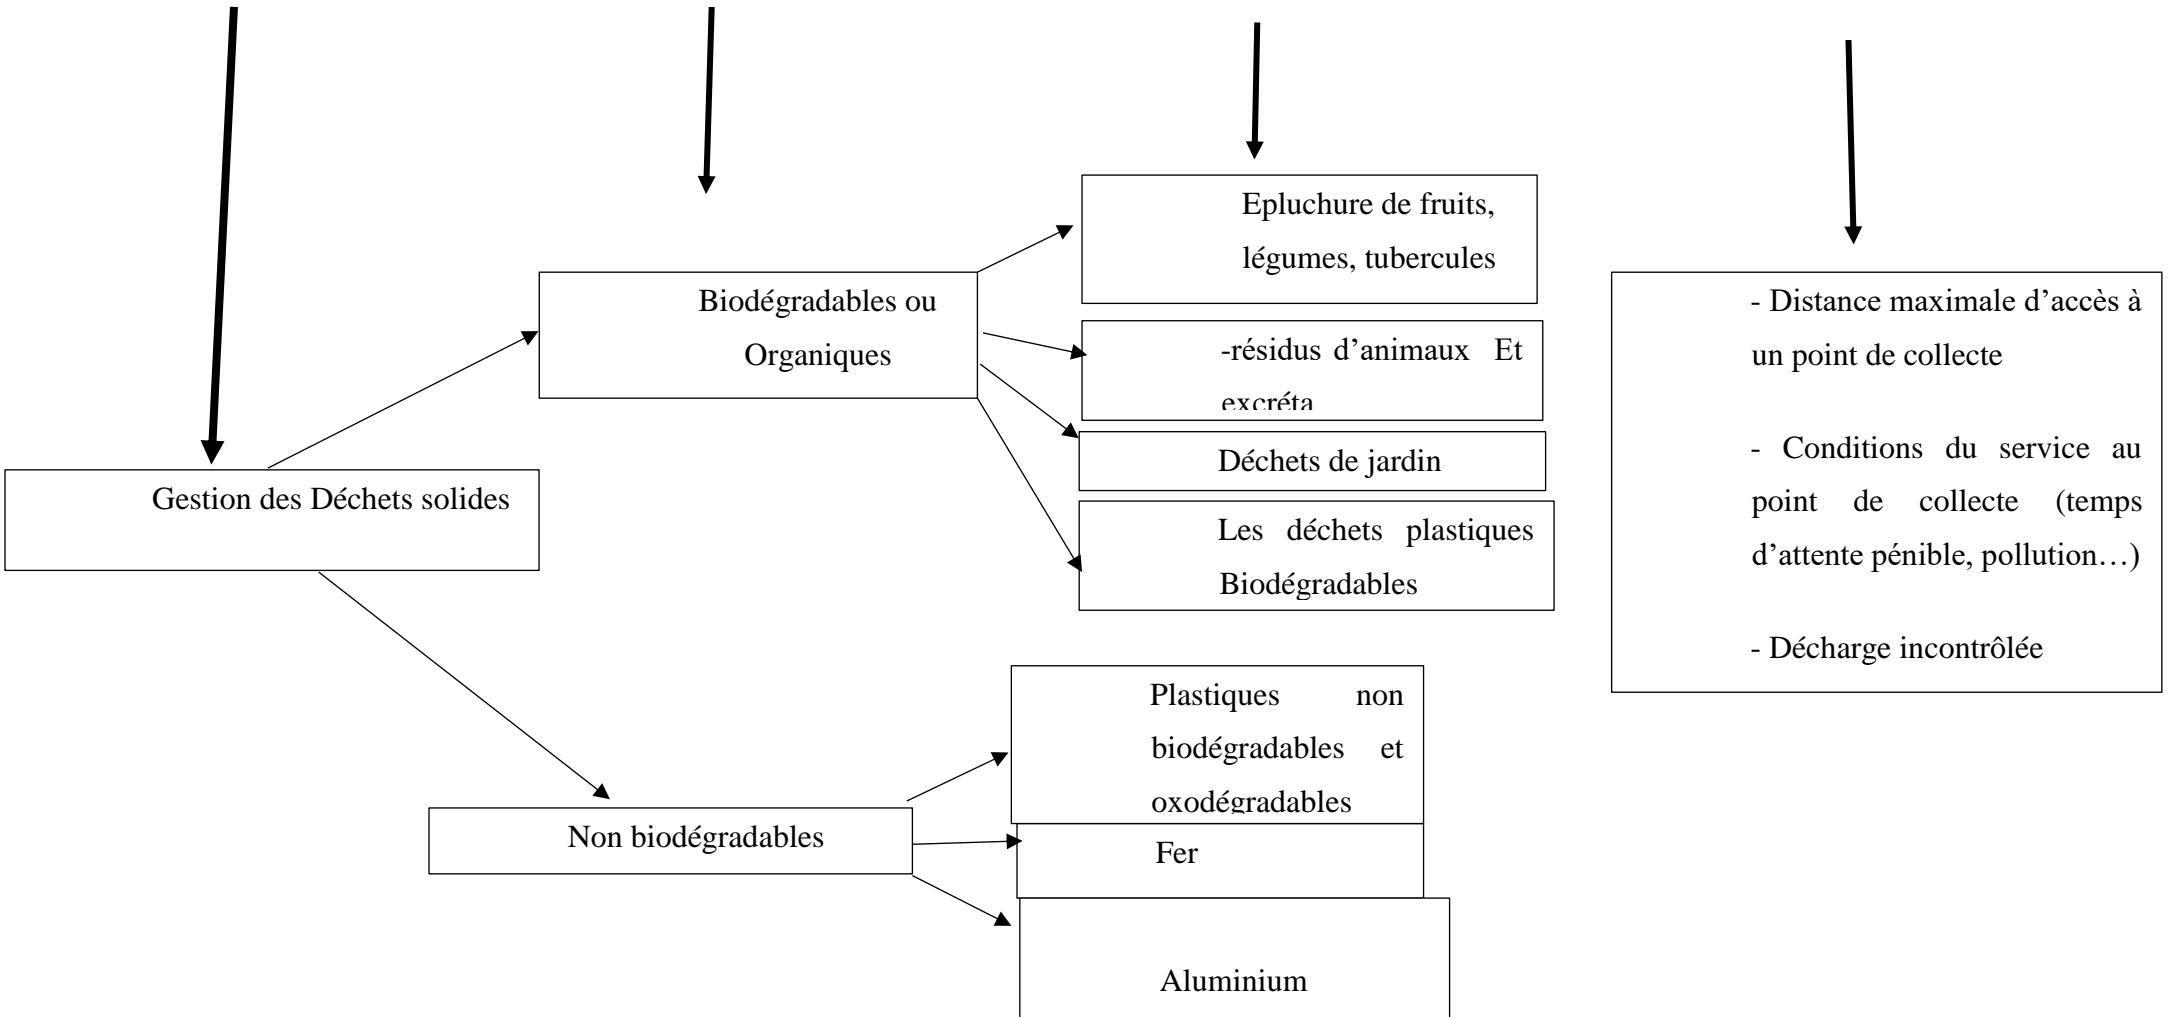 Epluchure de fruits,
légumes, tubercules
Biodégradables ou
Organiques
-résidus d’animaux Et
excréta
Déchets de jardin
Les déchets plastiques
Biodégradables
- Distance maximale d’accès à
un point de collecte
- Conditions du service au
point de collecte (temps
d’attente pénible, pollution…)
- Décharge incontrôlée
Gestion des Déchets solides
Plastiques non
biodégradables et
oxodégradables
Non biodégradables
Fer
Aluminium